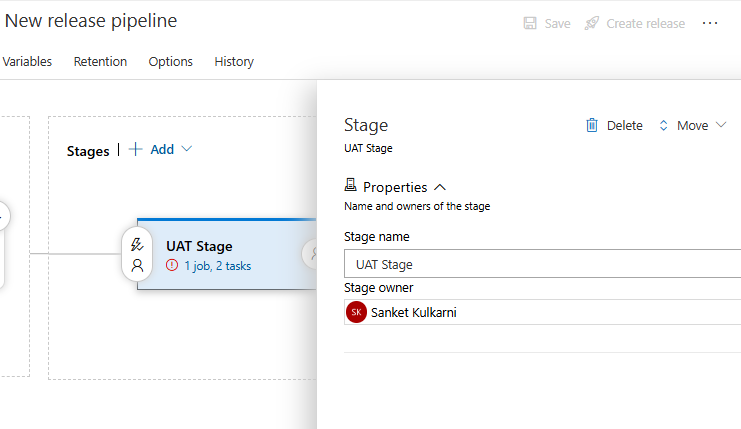 New release pipeline
Save
Create release
Variables
Retention
Options
History
Stages
Add
UAT Stage
1 job, 2 tasks
Stage
Delete
Move
UAT Stage
Properties
Name and owners of the stage
Stage name
UAT Stage
Stage owner
SK
Sanket Kulkarni